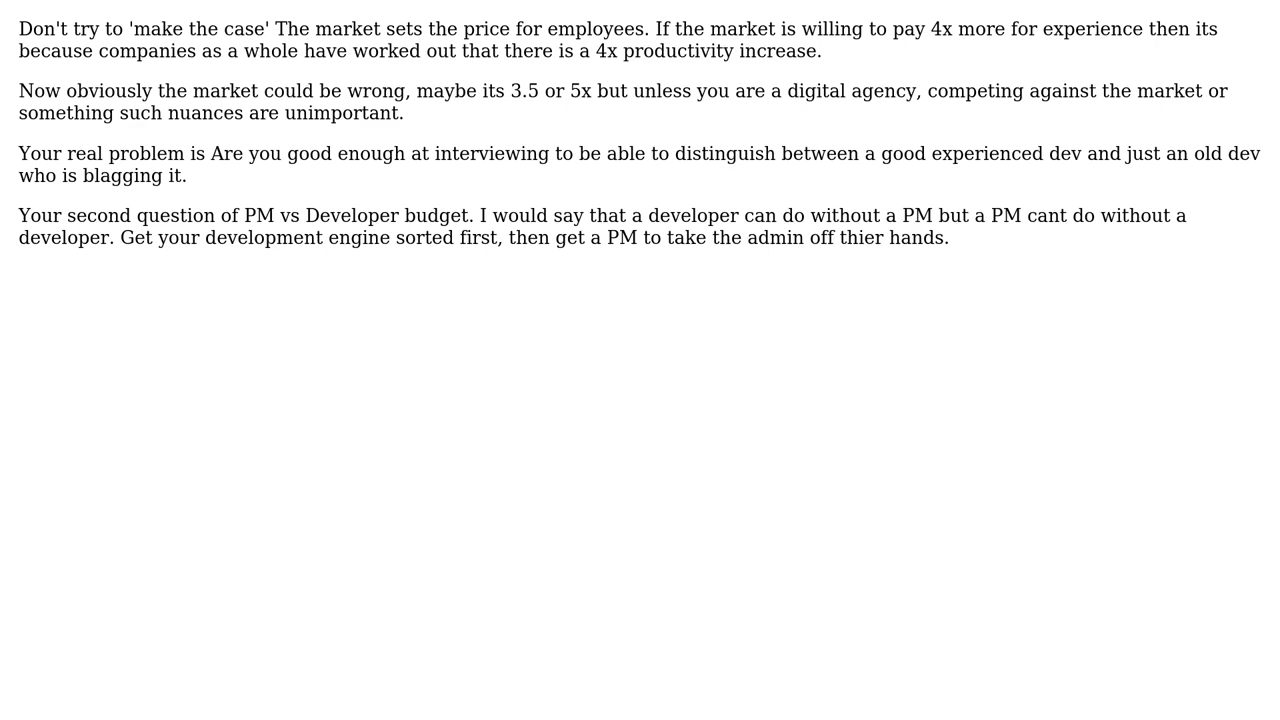 Don't try to 'make the case' The market sets the price for employees. If the market is willing to pay 4x more for experience then its
because companies as a whole have worked out that there is a 4x productivity increase.
Now obviously the market could be wrong, maybe its 3.5 or 5x but unless you are a digital agency, competing against the market or
something such nuances are unimportant.
Your real problem is Are you good enough at interviewing to be able to distinguish between a good experienced dev and just an old dev
who is blagging it.
Your second question of PM vs Developer budget. I would say that a developer can do without a PM but a PM cant do without a
developer. Get your development engine sorted first, then get a PM to take the admin off thier hands.